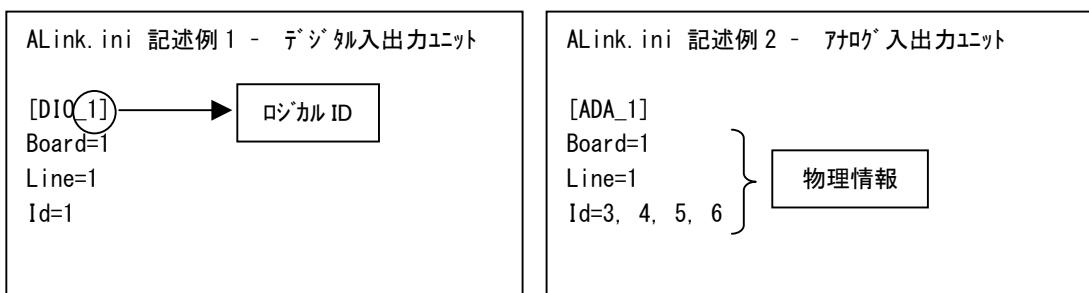 ALink.ini 記述例 1 - ﾃﾞｼﾞﾀﾙ入出力ﾕﾆｯﾄ
[DIO_1]
ロジカル ID
Board=1
Line=1
Id=1
ALink.ini 記述例 2 - ｱﾅﾛｸﾞ入出力ﾕﾆｯﾄ
[ADA_1]
Board=1
Line=1
物理情報
Id=3, 4, 5, 6